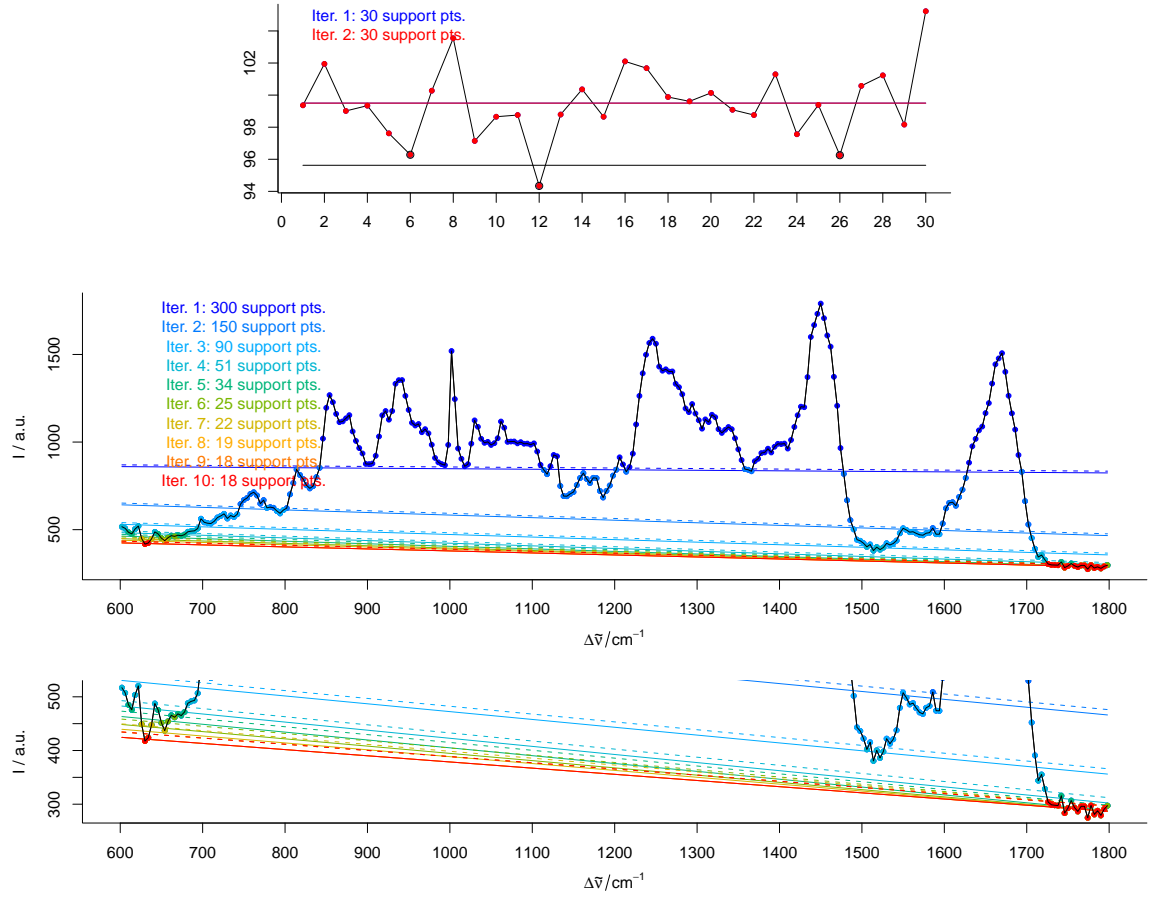 Iter. 1: 30 support pts.
Iter. 2: 30 support pts.
94 96 98 102
0 2 4 6 8 10 12 14 16 18 20 22 24 26 28 30
Iter. 1: 300 support pts.
Iter. 2: 150 support pts.
Iter. 3: 90 support pts.
Iter. 4: 51 support pts.
Iter. 5: 34 support pts.
Iter. 6: 25 support pts.
Iter. 7: 22 support pts.
Iter. 8: 19 support pts.
Iter. 9: 18 support pts.
Iter. 10: 18 support pts.
I / a.u.
500 1000 1500
600 700 800 900 1000 1100 1200 1300 1400 1500 1600 1700 1800
Δν̃/cm⁻¹
I / a.u.
300 400 500
600 700 800 900 1000 1100 1200 1300 1400 1500 1600 1700 1800
Δν̃/cm⁻¹